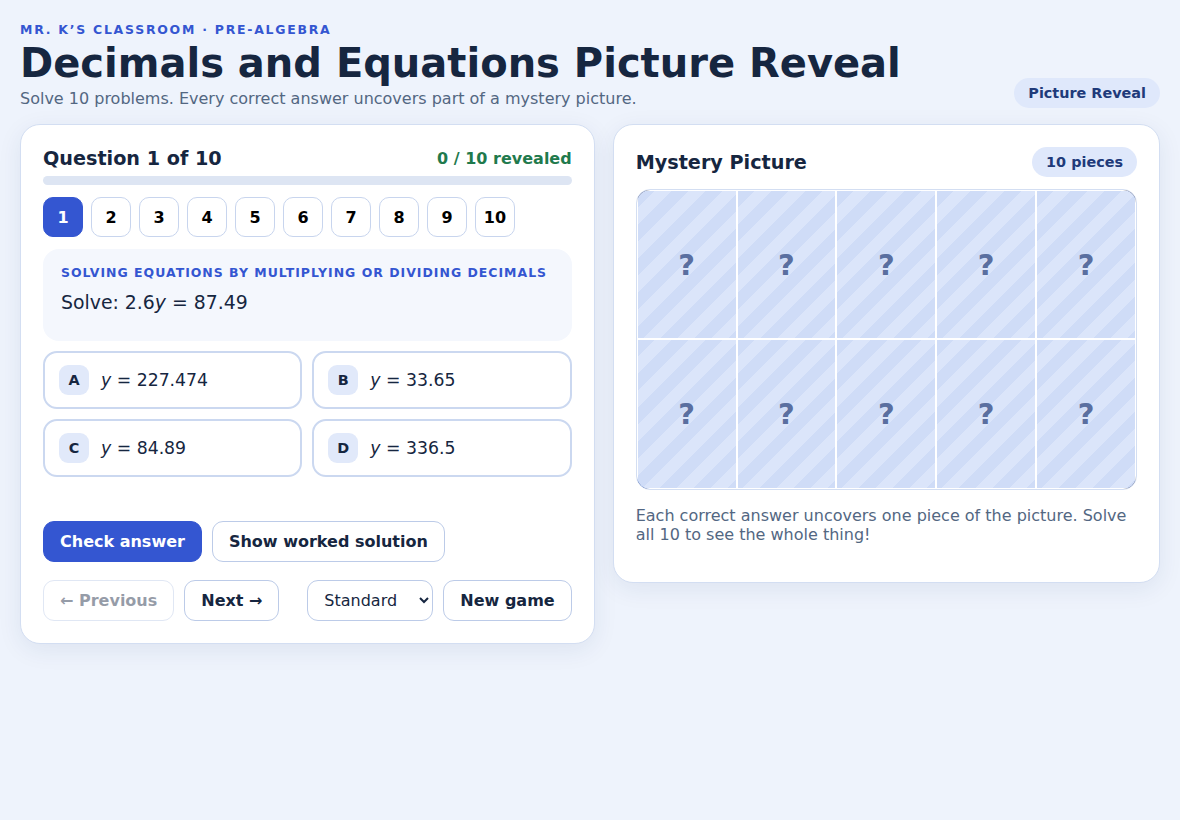 MR. K’S CLASSROOM · PRE-ALGEBRA
Decimals and Equations Picture Reveal
Solve 10 problems. Every correct answer uncovers part of a mystery picture.
Picture Reveal
Question 1 of 10
0 / 10 revealed
1 2 3 4 5 6 7 8 9 10
SOLVING EQUATIONS BY MULTIPLYING OR DIVIDING DECIMALS
Solve: 2.6y = 87.49
A y = 227.474
B y = 33.65
C y = 84.89
D y = 336.5
Check answer
Show worked solution
← Previous
Next →
Standard
New game
Mystery Picture
10 pieces
? ? ? ? ?
? ? ? ? ?
Each correct answer uncovers one piece of the picture. Solve
all 10 to see the whole thing!